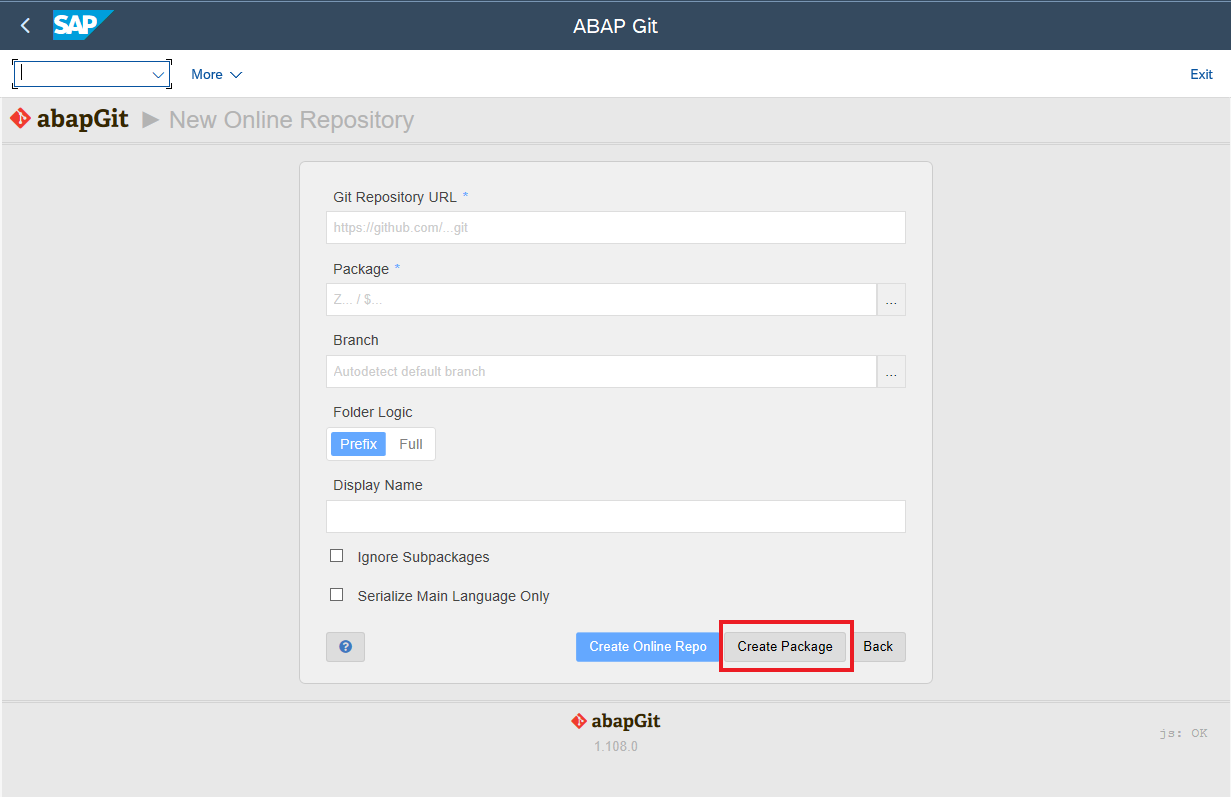 SAP ABAP Git
More Exit
abapGit ▶ New Online Repository
Git Repository URL *
https://github.com/...git
Package *
Z... / $... ...
Branch
Autodetect default branch ...
Folder Logic
Prefix Full
Display Name
Ignore Subpackages
Serialize Main Language Only
? Create Online Repo Create Package Back
abapGit
1.108.0
js: OK